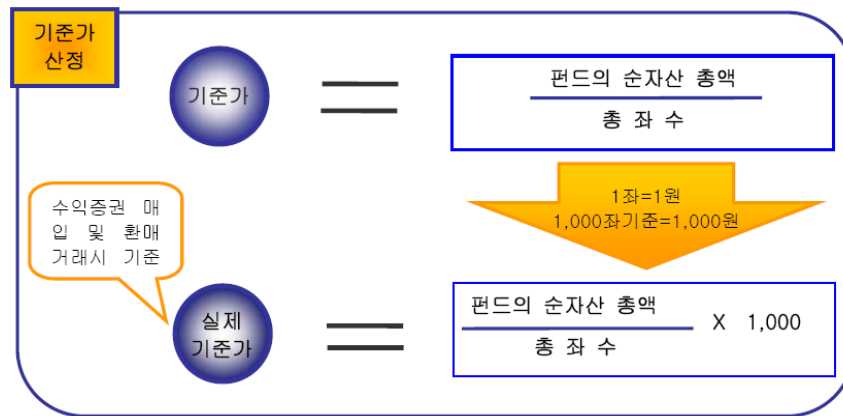 기준가
산정
기준가
펀드의 순자산 총액
총 좌 수
1좌=1원
1,000좌기준=1,000원
수익증권 매
입 및 환매
거래시 기준
실제
기준가
펀드의 순자산 총액
총 좌 수
X 1,000